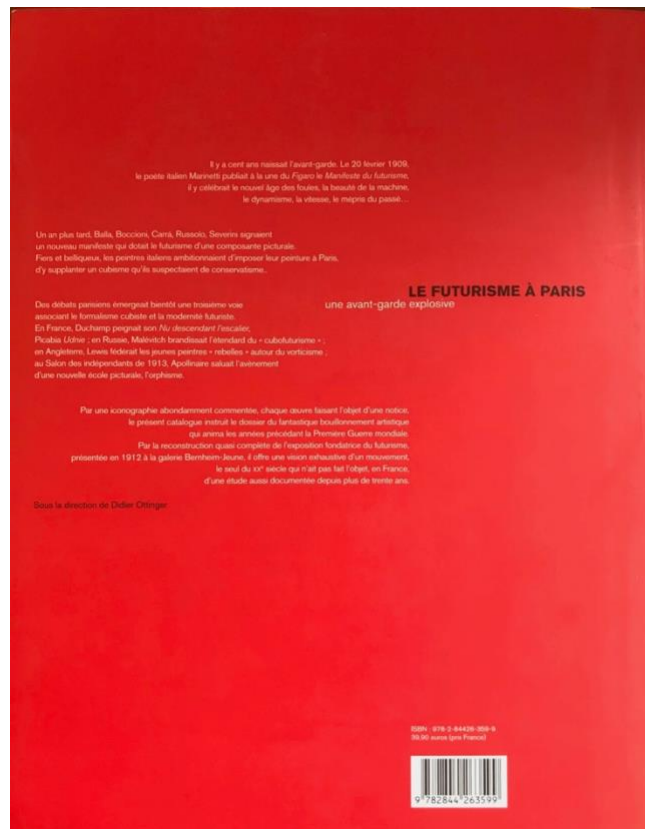 Il y a cent ans naissait l'avant-garde. Le 20 février 1909,
le poète italien Marinetti publiait à la une du Figaro le Manifeste du futurisme,
il y célébrait le nouvel âge des foules, la beauté de la machine,
le dynamisme, la vitesse, le mépris du passé…
Un an plus tard, Balla, Boccioni, Carrà, Russolo, Severini signaient
un nouveau manifeste qui dotait le futurisme d'une composante picturale.
Fiers et belliqueux, les peintres italiens ambitionnaient d'imposer leur peinture à Paris,
d'y supplanter un cubisme qu'ils suspectaient de conservatisme.
LE FUTURISME À PARIS
une avant-garde explosive
Des débats parisiens émergeait bientôt une troisième voie
associant le formalisme cubiste et la modernité futuriste.
En France, Duchamp peignait son Nu descendant l'escalier,
Picabia Udnie ; en Russie, Malévitch brandissait l'étendard du « cubofuturisme » ;
en Angleterre, Lewis fédérait les jeunes peintres « rebelles » autour du vorticisme ;
au Salon des indépendants de 1913, Apollinaire saluait l'avènement
d'une nouvelle école picturale, l'orphisme.
Par une iconographie abondamment commentée, chaque œuvre faisant l'objet d'une notice,
le présent catalogue instruit le dossier du fantastique bouillonnement artistique
qui anima les années précédant la Première Guerre mondiale.
Par la reconstruction quasi complète de l'exposition fondatrice du futurisme,
présentée en 1912 à la galerie Bernheim-Jeune, il offre une vision exhaustive d'un mouvement,
le seul du XXe siècle qui n'ait pas fait l'objet, en France,
d'une étude aussi documentée depuis plus de trente ans.
Sous la direction de Didier Ottinger
ISBN : 978-2-84426-359-9
39,90 euros (prix France)
9 782844 263599